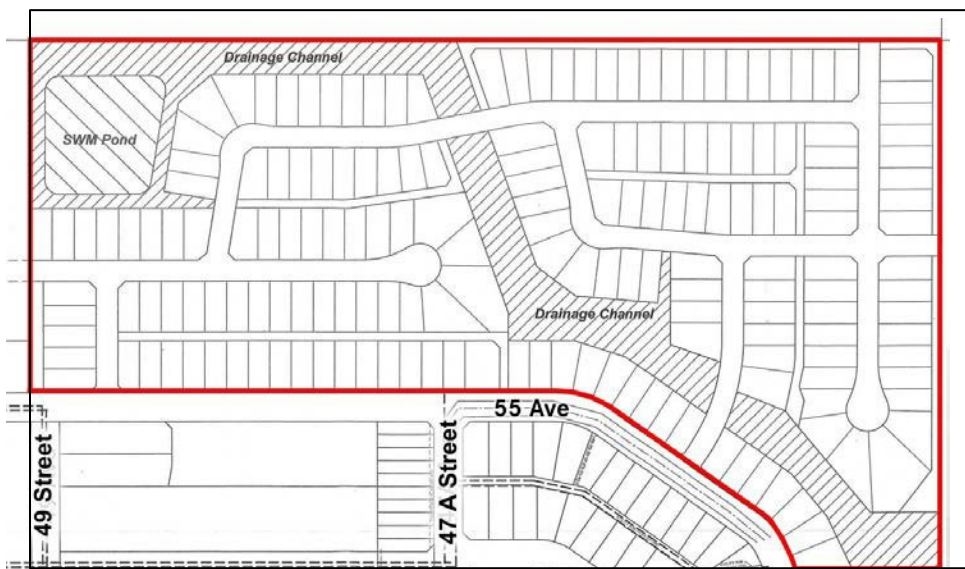 Drainage Channel
SWM Pond
Drainage Channel
55 Ave
49 Street
47 A Street